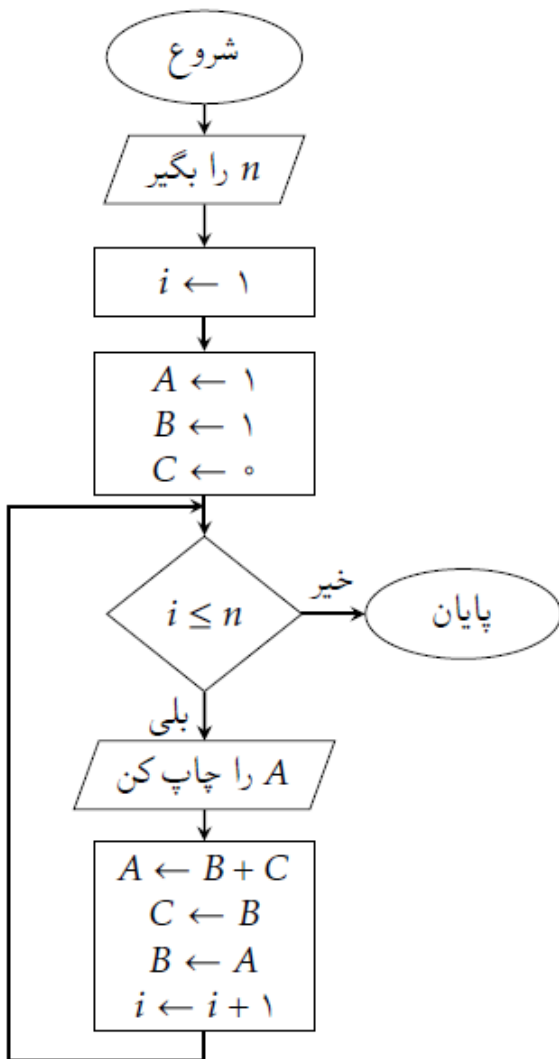 شروع
n را بگیر
i ← ۱
A ← ۱
B ← ۱
C ← ۰
i ≤ n
خیر
پایان
بلی
A را چاپ کن
A ← B + C
C ← B
B ← A
i ← i + ۱